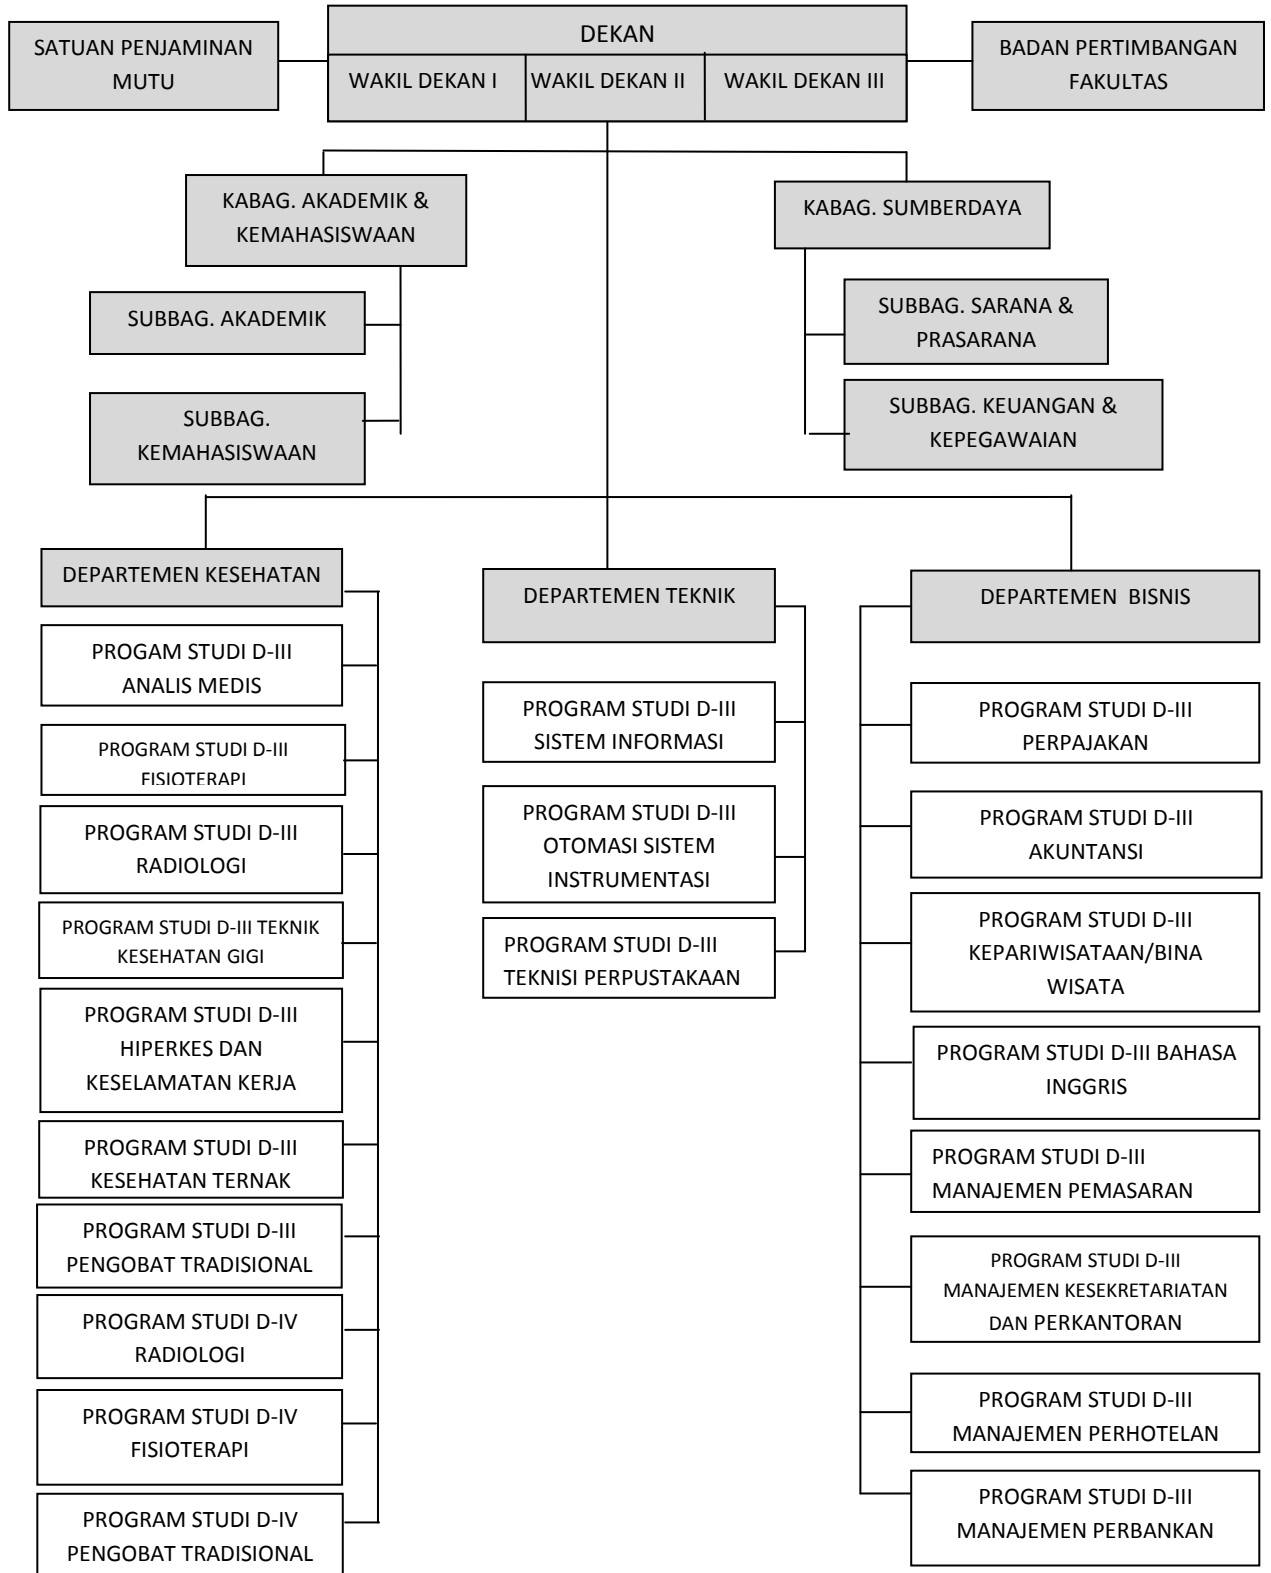 DEKAN
SATUAN PENJAMINAN
MUTU
WAKIL DEKAN I
WAKIL DEKAN II
WAKIL DEKAN III
BADAN PERTIMBANGAN
FAKULTAS
KABAG. AKADEMIK &
KEMAHASISWAAN
KABAG. SUMBERDAYA
SUBBAG. AKADEMIK
SUBBAG.
KEMAHASISWAAN
SUBBAG. SARANA &
PRASARANA
SUBBAG. KEUANGAN &
KEPEGAWAIAN
DEPARTEMEN KESEHATAN
PROGAM STUDI D-III
ANALIS MEDIS
PROGRAM STUDI D-III
FISIOTERAPI
PROGRAM STUDI D-III
RADIOLOGI
PROGRAM STUDI D-III TEKNIK
KESEHATAN GIGI
PROGRAM STUDI D-III
HIPERKES DAN
KESELAMATAN KERJA
PROGRAM STUDI D-III
KESEHATAN TERNAK
PROGRAM STUDI D-III
PENGOBAT TRADISIONAL
PROGRAM STUDI D-IV
RADIOLOGI
PROGRAM STUDI D-IV
FISIOTERAPI
PROGRAM STUDI D-IV
PENGOBAT TRADISIONAL
DEPARTEMEN TEKNIK
PROGRAM STUDI D-III
SISTEM INFORMASI
PROGRAM STUDI D-III
OTOMASI SISTEM
INSTRUMENTASI
PROGRAM STUDI D-III
TEKNISI PERPUSTAKAAN
DEPARTEMEN BISNIS
PROGRAM STUDI D-III
PERPAJAKAN
PROGRAM STUDI D-III
AKUNTANSI
PROGRAM STUDI D-III
KEPARIWISATAAN/BINA
WISATA
PROGRAM STUDI D-III BAHASA
INGGRIS
PROGRAM STUDI D-III
MANAJEMEN PEMASARAN
PROGRAM STUDI D-III
MANAJEMEN KESEKRETARIATAN
DAN PERKANTORAN
PROGRAM STUDI D-III
MANAJEMEN PERHOTELAN
PROGRAM STUDI D-III
MANAJEMEN PERBANKAN